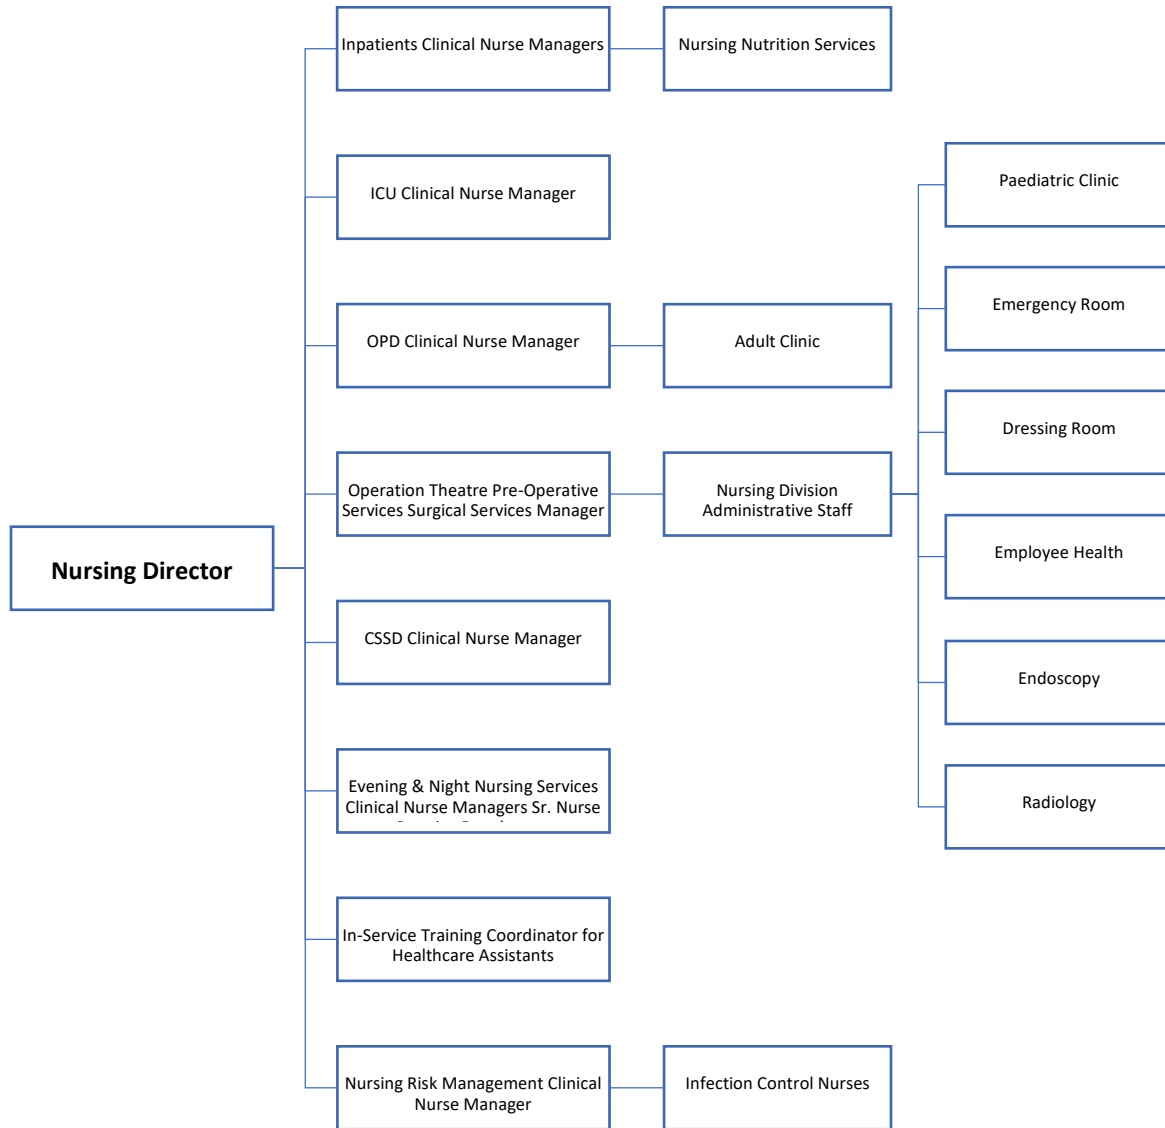 Inpatients Clinical Nurse Managers
Nursing Nutrition Services
Paediatric Clinic
ICU Clinical Nurse Manager
Emergency Room
OPD Clinical Nurse Manager
Adult Clinic
Dressing Room
Operation Theatre Pre-Operative
Services Surgical Services Manager
Nursing Division
Administrative Staff
Employee Health
Nursing Director
CSSD Clinical Nurse Manager
Endoscopy
Evening & Night Nursing Services
Clinical Nurse Managers Sr. Nurse
Radiology
In-Service Training Coordinator for
Healthcare Assistants
Nursing Risk Management Clinical
Nurse Manager
Infection Control Nurses